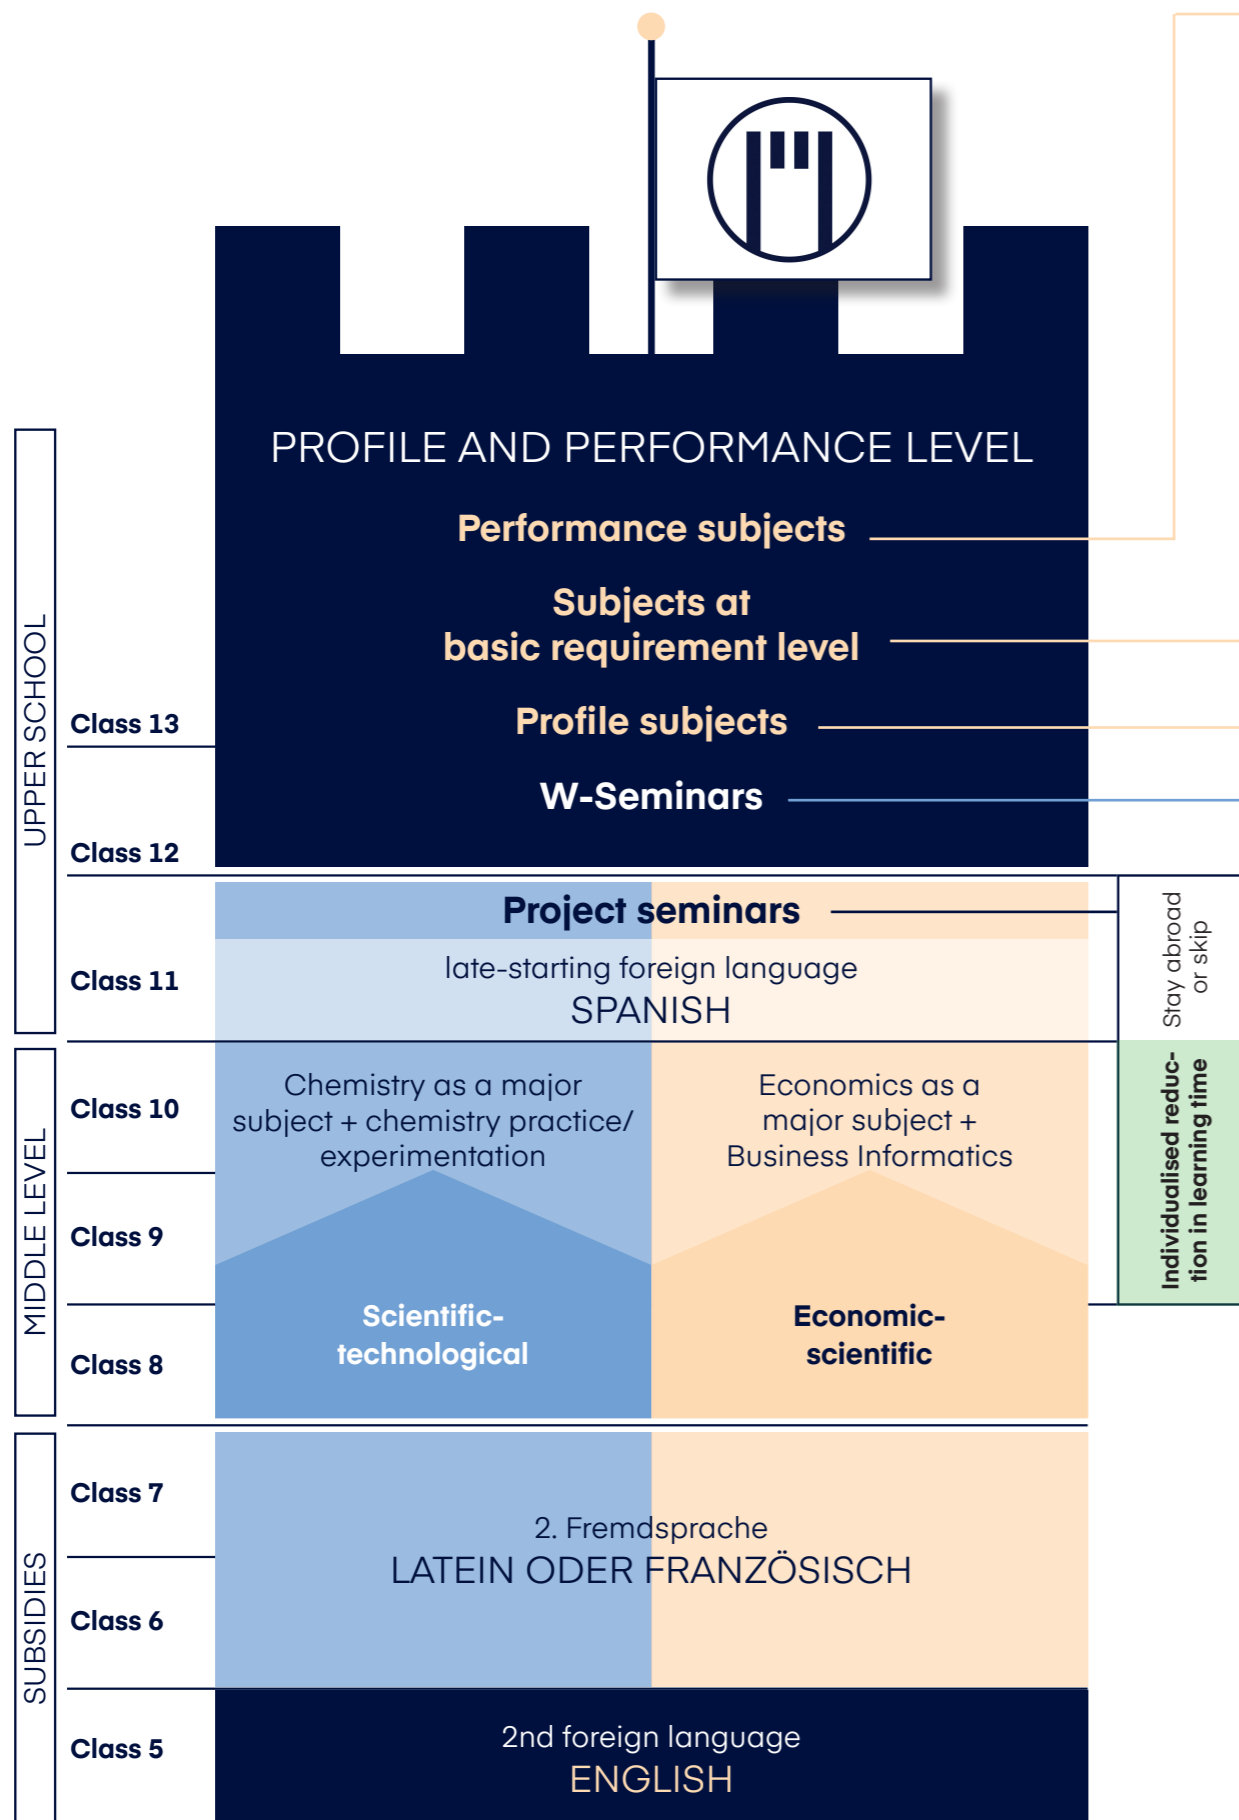 PROFILE AND PERFORMANCE LEVEL
Performance subjects
Subjects at
basic requirement level
Profile subjects
W-Seminars
UPPER SCHOOL
Class 13
Class 12
Project seminars
late-starting foreign language
SPANISH
Class 11
Stay abroad
or skip
MIDDLE LEVEL
Class 10
Chemistry as a major
subject + chemistry practice/
experimentation
Economics as a
major subject +
Business Informatics
Individualised reduc-
tion in learning time
Class 9
Scientific-
technological
Economic-
scientific
Class 8
SUBSIDIES
Class 7
2. Fremdsprache
LATEIN ODER FRANZÖSISCH
Class 6
Class 5
2nd foreign language
ENGLISH